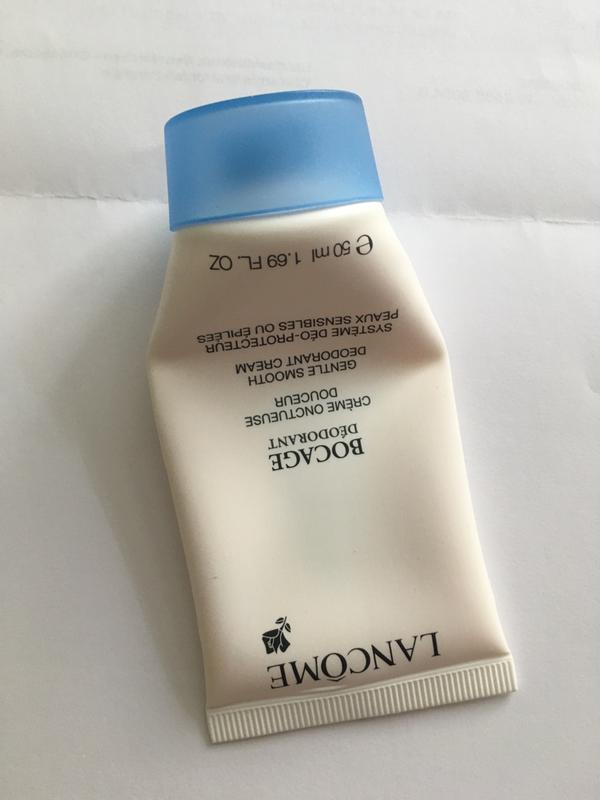 LANCÔME
BOCAGE
DÉODORANT
CRÈME ONCTUEUSE
DOUCEUR
GENTLE SMOOTH
DEODORANT CREAM
SYSTÈME DÉO-PROTECTEUR
PEAUX SENSIBLES OU ÉPILÉES
℮ 50 ml 1.69 FL. OZ